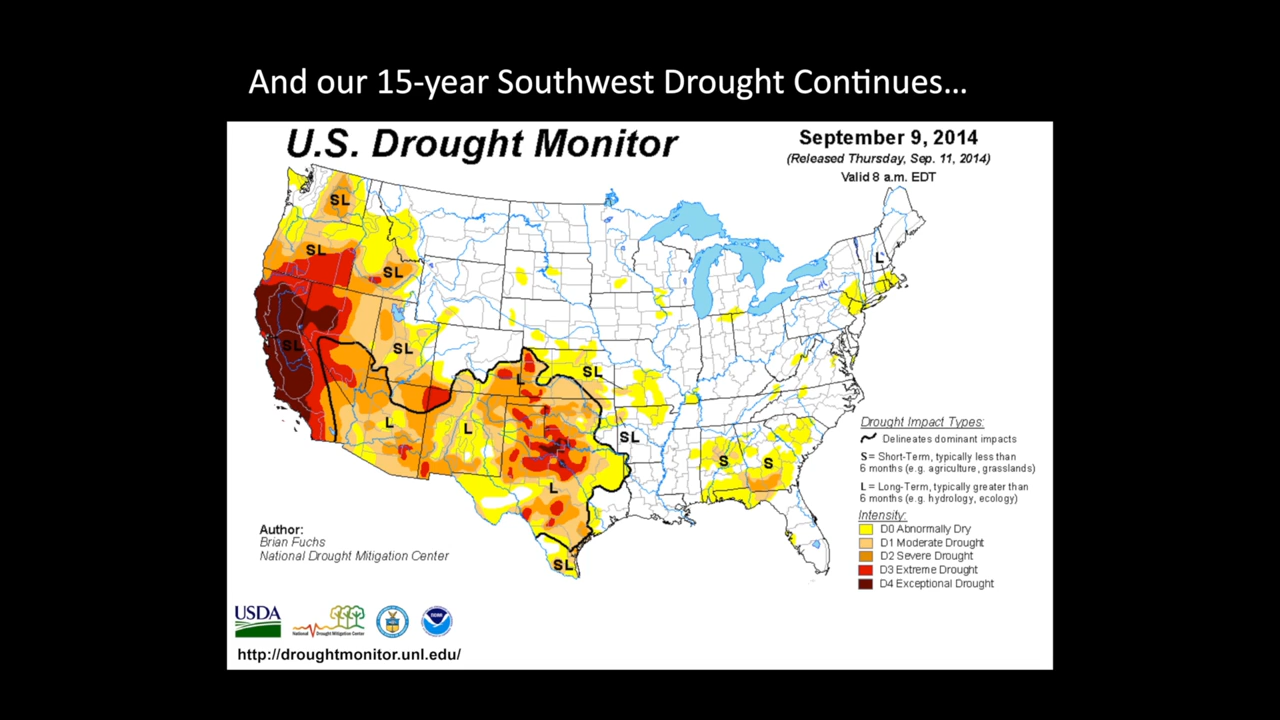 And our 15-year Southwest Drought Continues…
U.S. Drought Monitor
September 9, 2014
(Released Thursday, Sep. 11, 2014)
Valid 8 a.m. EDT
SL
SL
SL
L
SL
SL
L
SL
L
L
SL
S
S
L
SL
Drought Impact Types:
Delineates dominant impacts
S = Short-Term, typically less than
6 months (e.g. agriculture, grasslands)
L = Long-Term, typically greater than
6 months (e.g. hydrology, ecology)
Intensity:
D0 Abnormally Dry
D1 Moderate Drought
D2 Severe Drought
D3 Extreme Drought
D4 Exceptional Drought
Author:
Brian Fuchs
National Drought Mitigation Center
USDA
National Drought Mitigation Center
http://droughtmonitor.unl.edu/